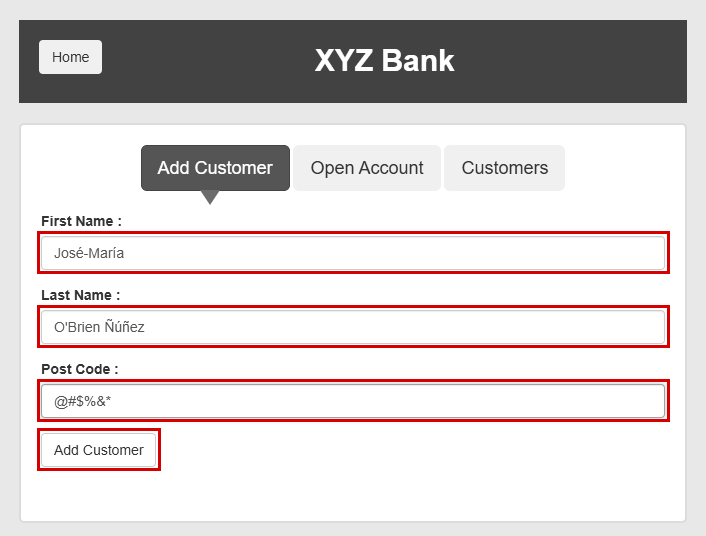 Home
XYZ Bank
Add Customer
Open Account
Customers
First Name :
José-María
Last Name :
O'Brien Ñúñez
Post Code :
@#$%&*
Add Customer